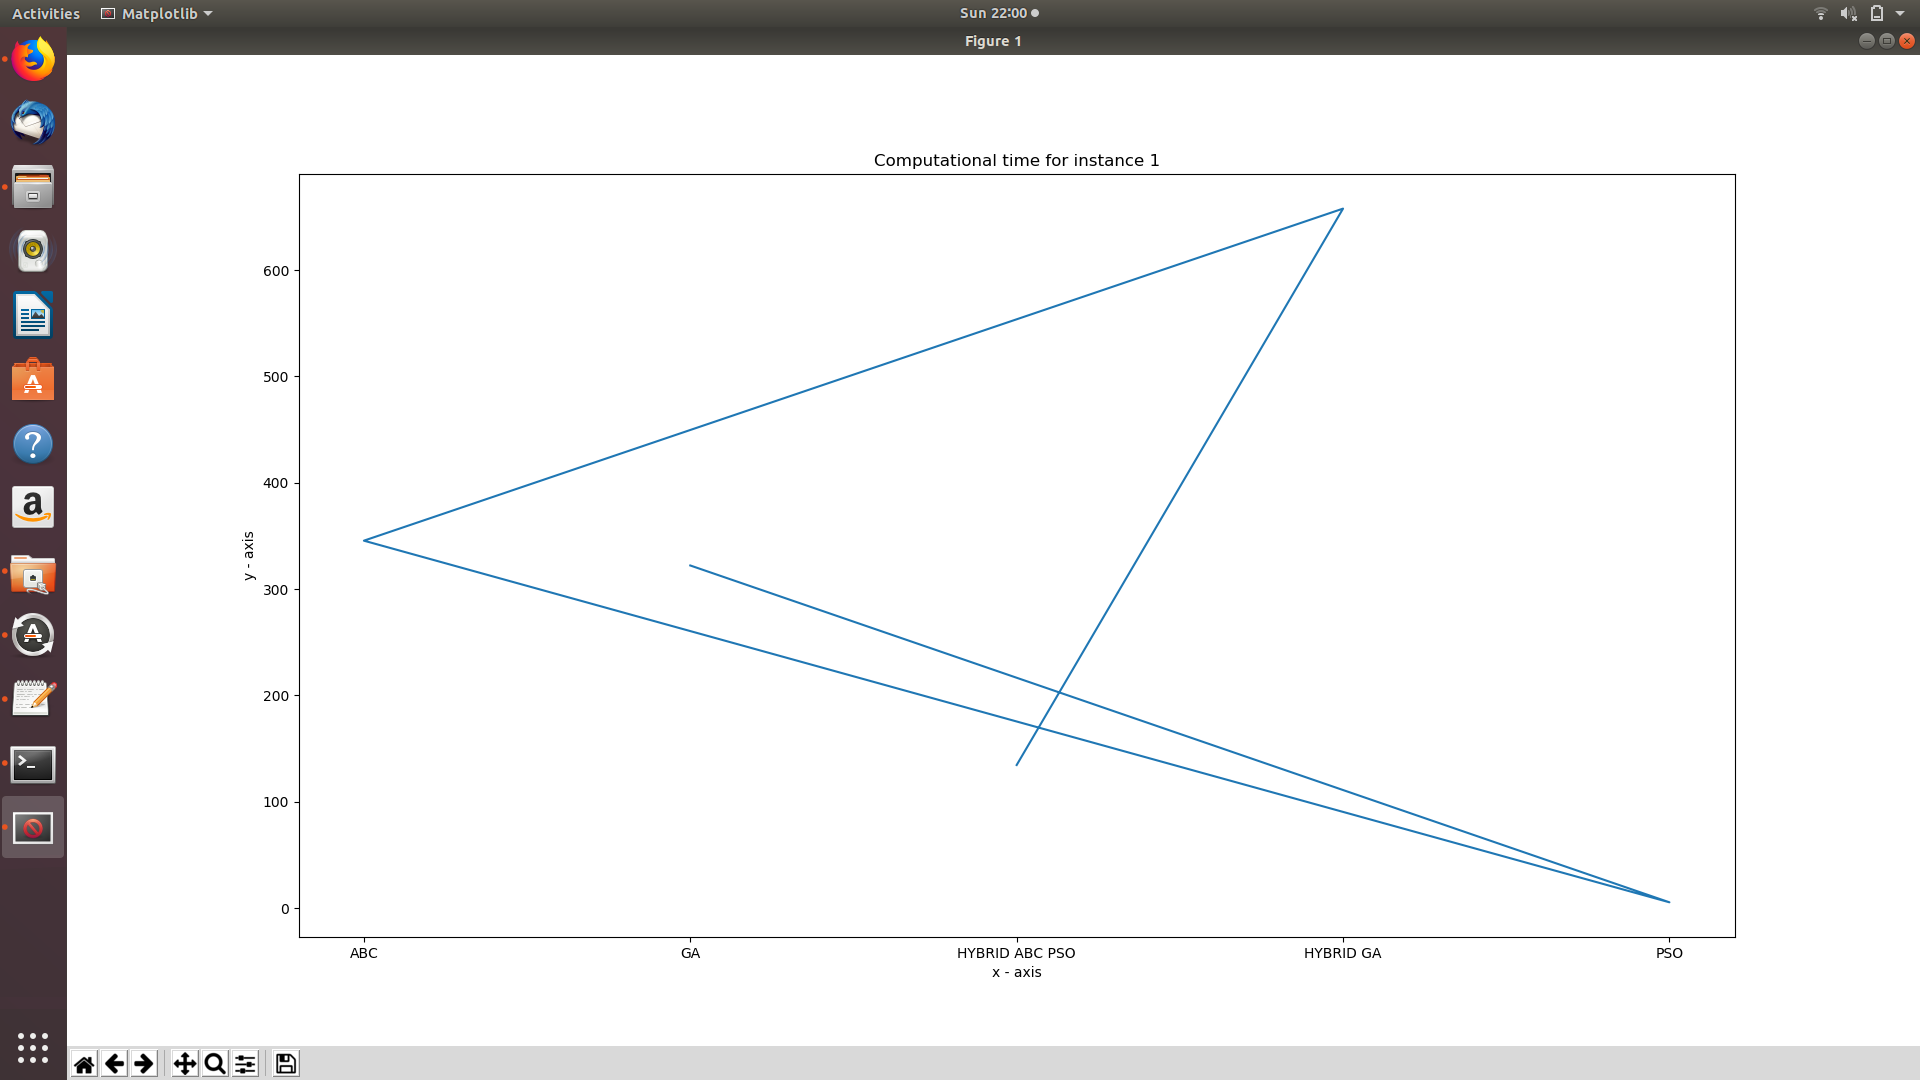 Activities
Matplotlib
Sun 22:00
Figure 1
Computational time for instance 1
600
500
400
300
200
100
0
y - axis
ABC
GA
HYBRID ABC PSO
HYBRID GA
PSO
x - axis